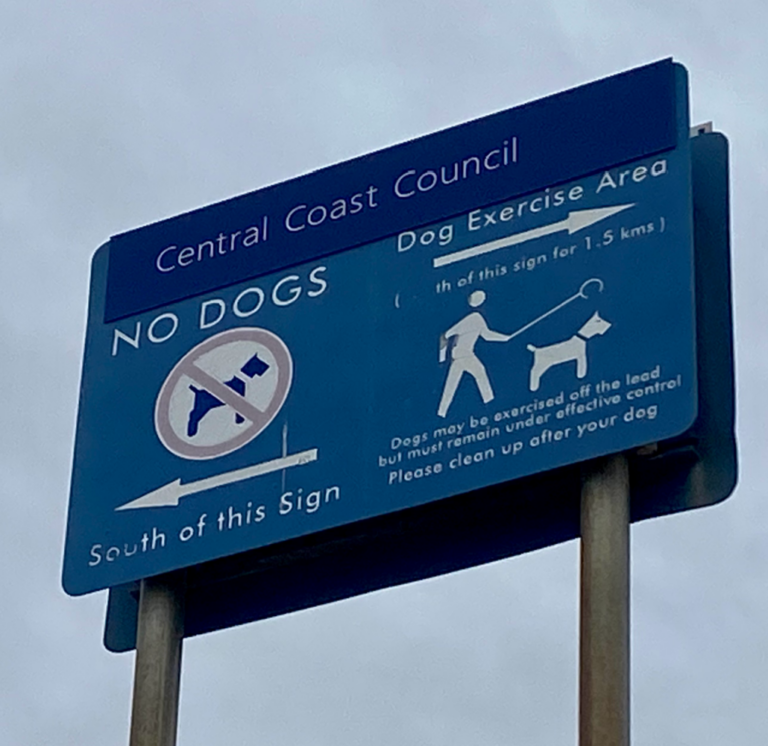 Central Coast Council
NO DOGS
South of this Sign
Dog Exercise Area
( th of this sign for 1.5 kms )
Dogs may be exercised off the lead
but must remain under effective control
Please clean up after your dog